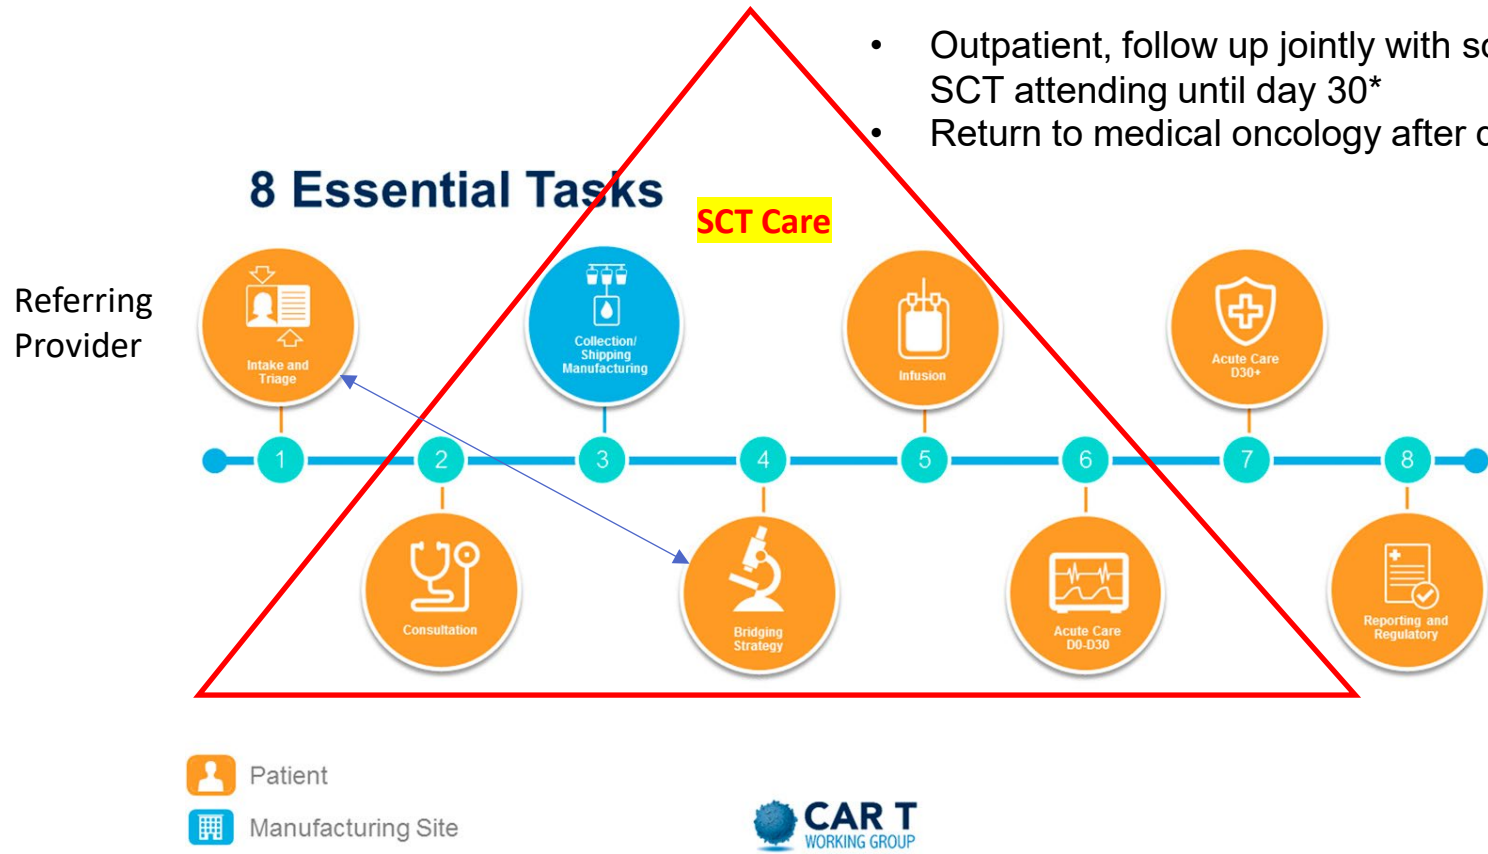 • Outpatient, follow up jointly with
SCT attending until day 30*
• Return to medical oncology after
8 Essential Tasks
SCT Care
Referring
Provider
Intake and
Triage
Collection/
Shipping
Manufacturing
Infusion
Acute Care
D30+
1
2
3
4
5
6
7
8
Consultation
Bridging
Strategy
Acute Care
D0-D30
Reporting and
Regulatory
Patient
Manufacturing Site
CAR T
WORKING GROUP